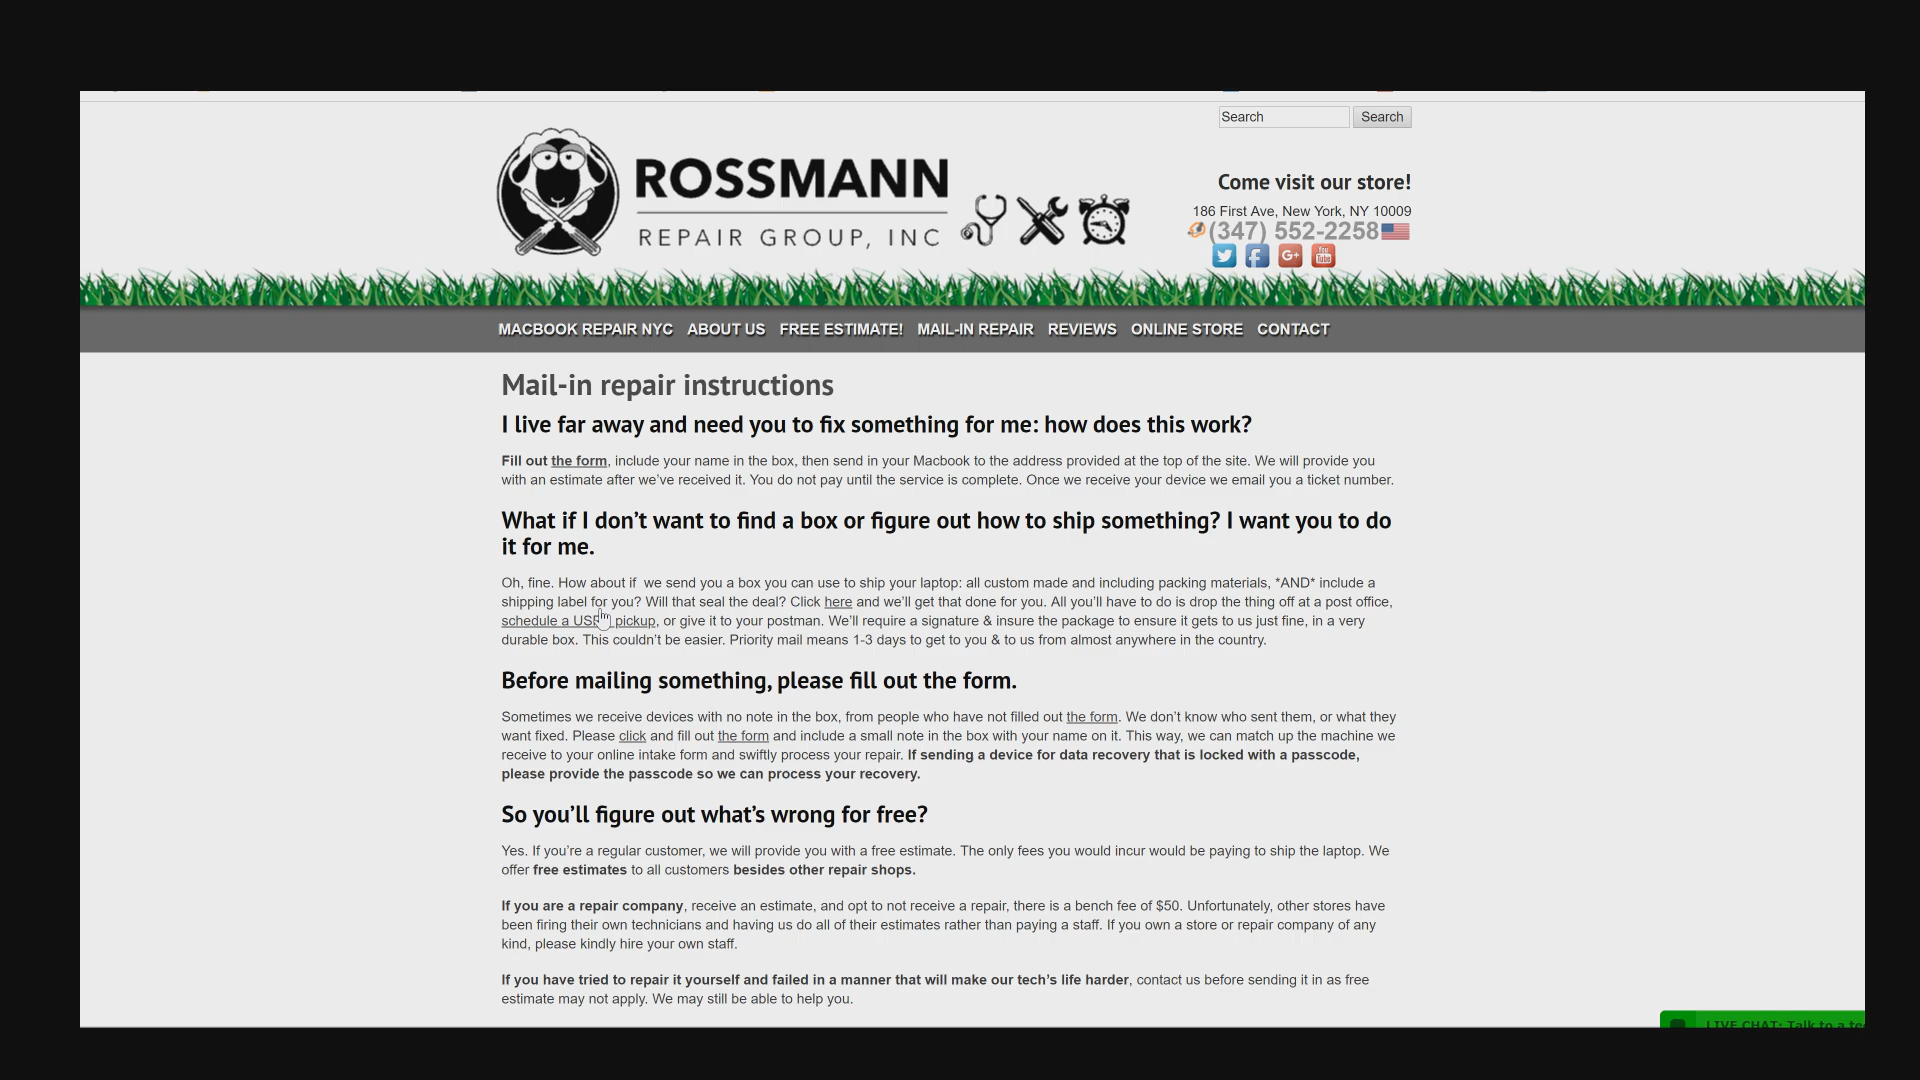 Search Search
ROSSMANN
REPAIR GROUP, INC
Come visit our store!
186 First Ave, New York, NY 10009
(347) 552-2258
You Tube
MACBOOK REPAIR NYC ABOUT US FREE ESTIMATE! MAIL-IN REPAIR REVIEWS ONLINE STORE CONTACT
Mail-in repair instructions
I live far away and need you to fix something for me: how does this work?
Fill out the form, include your name in the box, then send in your Macbook to the address provided at the top of the site. We will provide you
with an estimate after we’ve received it. You do not pay until the service is complete. Once we receive your device we email you a ticket number.
What if I don’t want to find a box or figure out how to ship something? I want you to do
it for me.
Oh, fine. How about if we send you a box you can use to ship your laptop: all custom made and including packing materials, *AND* include a
shipping label for you? Will that seal the deal? Click here and we’ll get that done for you. All you’ll have to do is drop the thing off at a post office,
schedule a pickup, or give it to your postman. We’ll require a signature & insure the package to ensure it gets to us just fine, in a very
durable box. This couldn’t be easier. Priority mail means 1-3 days to get to you & to us from almost anywhere in the country.
Before mailing something, please fill out the form.
Sometimes we receive devices with no note in the box, from people who have not filled out the form. We don’t know who sent them, or what they
want fixed. Please click and fill out the form and include a small note in the box with your name on it. This way, we can match up the machine we
receive to your online intake form and swiftly process your repair. If sending a device for data recovery that is locked with a passcode,
please provide the passcode so we can process your recovery.
So you’ll figure out what’s wrong for free?
Yes. If you’re a regular customer, we will provide you with a free estimate. The only fees you would incur would be paying to ship the laptop. We
offer free estimates to all customers besides other repair shops.
If you are a repair company, receive an estimate, and opt to not receive a repair, there is a bench fee of $50. Unfortunately, other stores have
been firing their own technicians and having us do all of their estimates rather than paying a staff. If you own a store or repair company of any
kind, please kindly hire your own staff.
If you have tried to repair it yourself and failed in a manner that will make our tech’s life harder, contact us before sending it in as free
estimate may not apply. We may still be able to help you.
LIVE CHAT: Talk to a